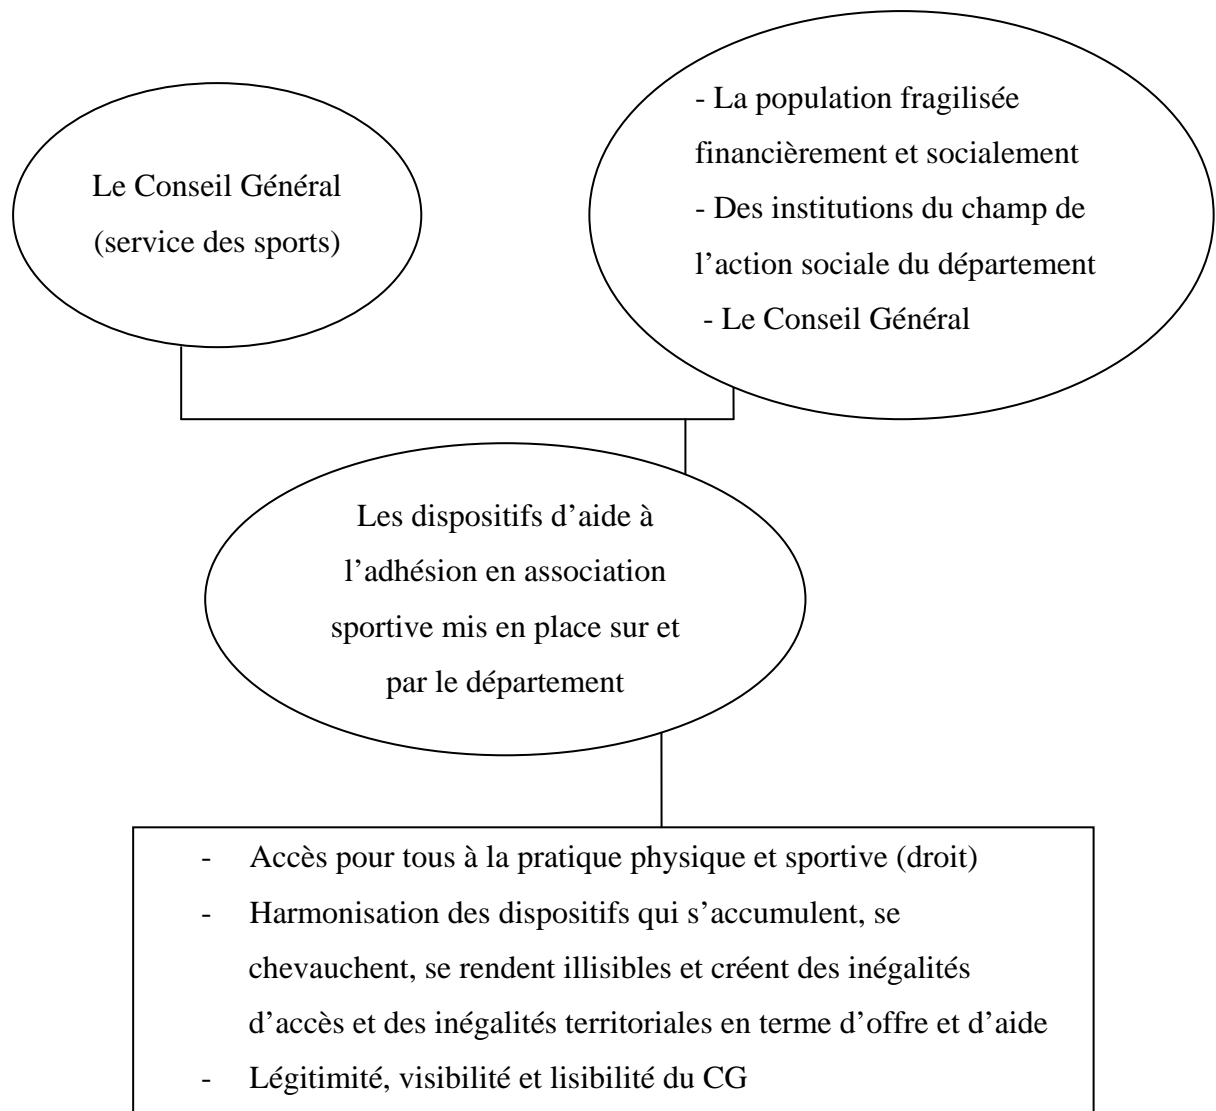 Le Conseil Général
(service des sports)
- La population fragilisée
financièrement et socialement
- Des institutions du champ de
l’action sociale du département
- Le Conseil Général
Les dispositifs d’aide à
l’adhésion en association
sportive mis en place sur et
par le département
- Accès pour tous à la pratique physique et sportive (droit)
- Harmonisation des dispositifs qui s’accumulent, se
chevauchent, se rendent illisibles et créent des inégalités
d’accès et des inégalités territoriales en terme d’offre et d’aide
- Légitimité, visibilité et lisibilité du CG